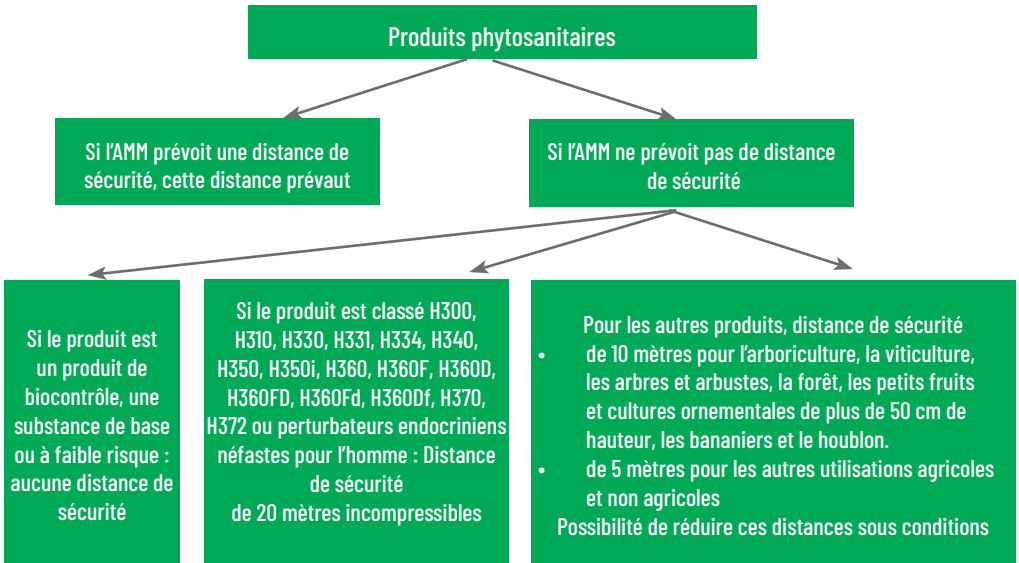 Produits phytosanitaires
Si l'AMM prévoit une distance de
sécurité, cette distance prévaut
Si l'AMM ne prévoit pas de distance
de sécurité
Si le produit est
un produit de
biocontrôle, une
substance de base
ou à faible risque :
aucune distance de
sécurité
Si le produit est classé H300,
H310, H330, H331, H334, H340,
H350, H350i, H360, H360F, H360D,
H360FD, H360Fd, H360Df, H370,
H372 ou perturbateurs endocriniens
néfastes pour l'homme : Distance
de sécurité
de 20 mètres incompressibles
Pour les autres produits, distance de sécurité
• de 10 mètres pour l'arboriculture, la viticulture,
les arbres et arbustes, la forêt, les petits fruits
et cultures ornementales de plus de 50 cm de
hauteur, les bananiers et le houblon.
• de 5 mètres pour les autres utilisations agricoles
et non agricoles
Possibilité de réduire ces distances sous conditions